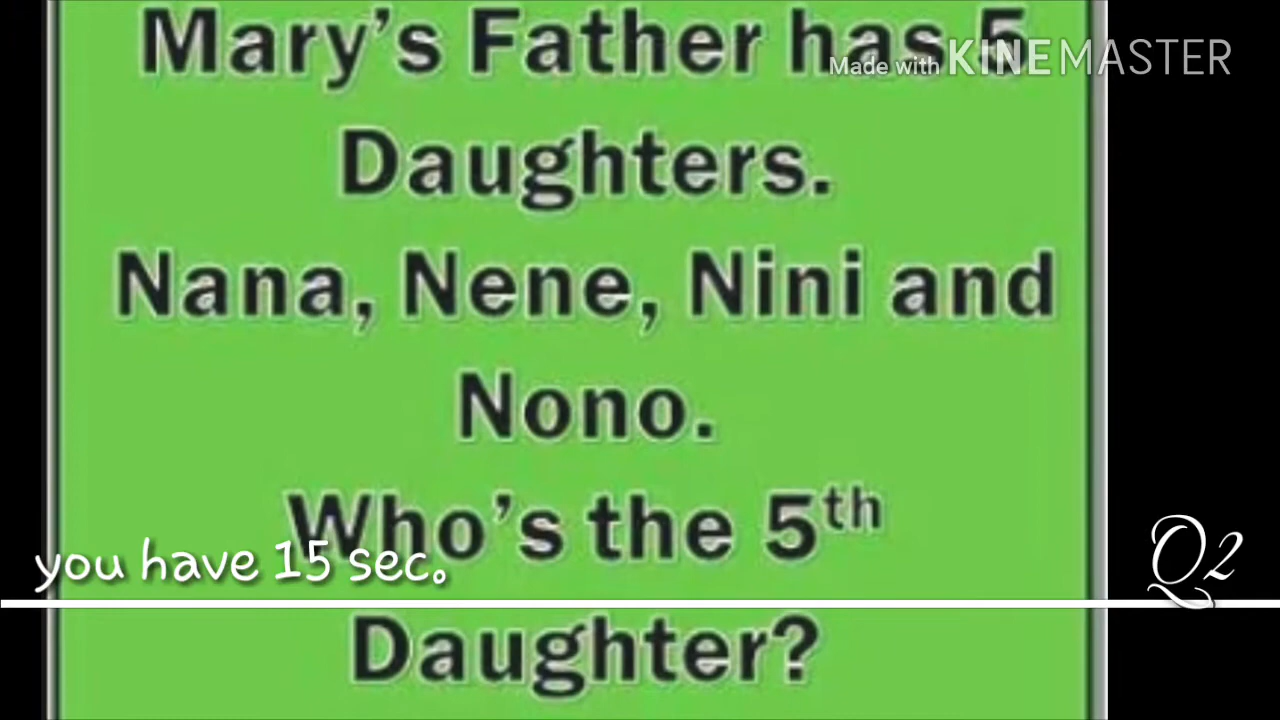 Mary's Father has 5
Made with KINEMASTER
Daughters.
Nana, Nene, Nini and
Nono.
Who's the 5th
you have 15 sec.
Q2
Daughter?